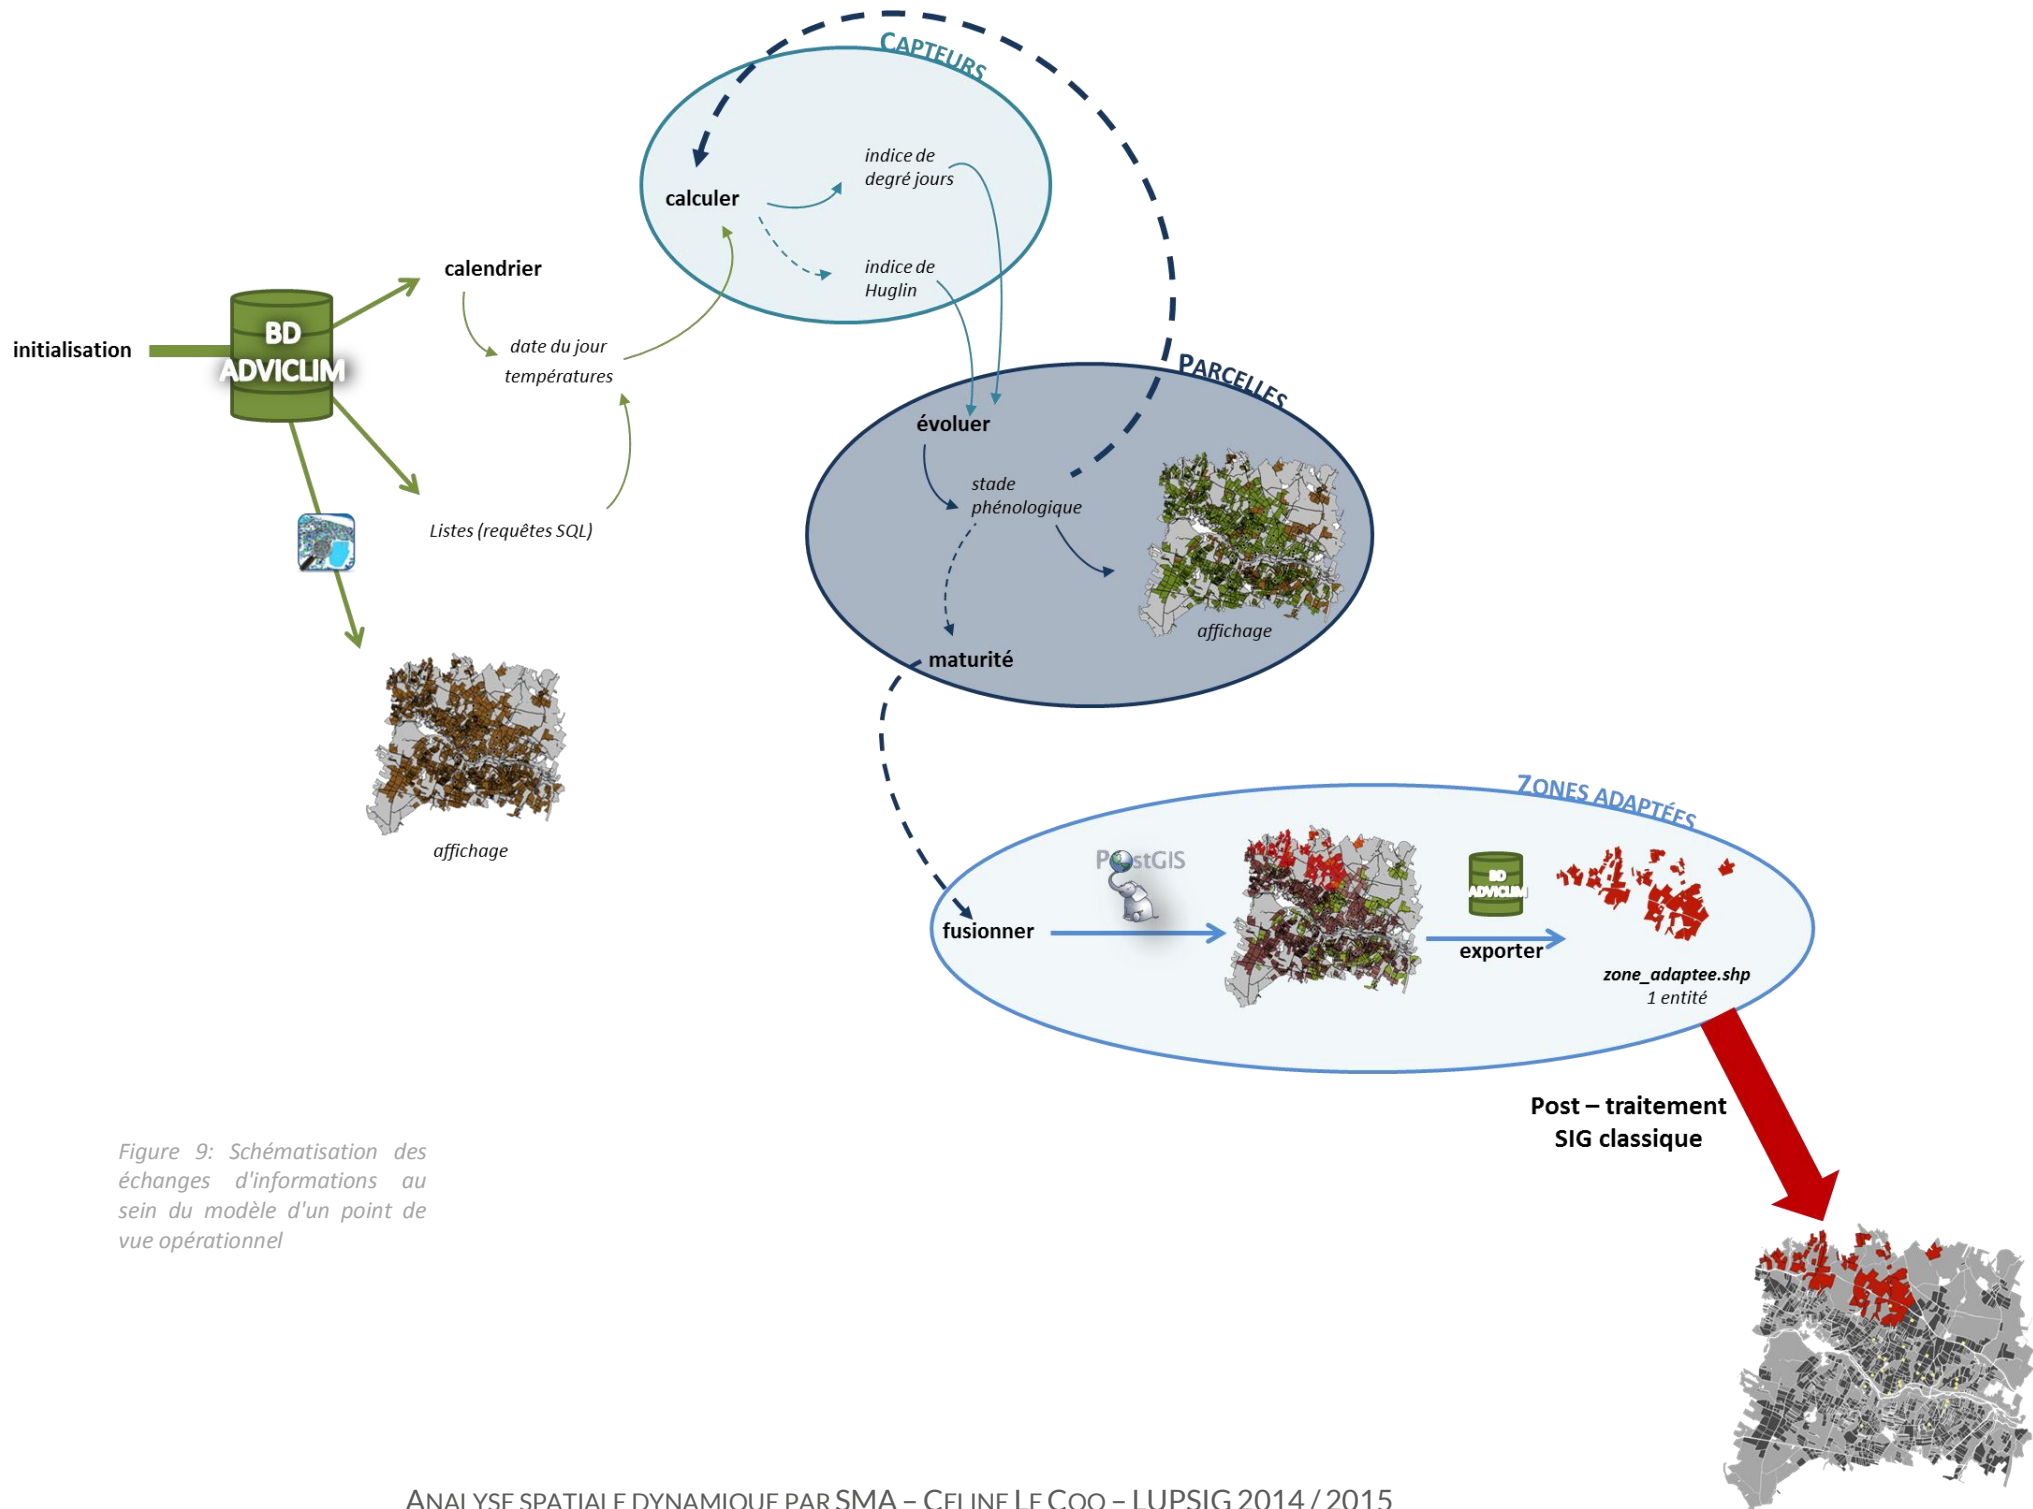 CAPTEURS
indice de
degré jours
calculer
indice de
Huglin
calendrier
initialisation
BD
ADVICLIM
date du jour
températures
Listes (requêtes SQL)
affichage
PARCELLES
évoluer
stade
phénologique
affichage
maturité
ZONES ADAPTÉES
PostGIS
BD
ADVICLIM
fusionner
exporter
zone_adaptee.shp
1 entité
Post – traitement
SIG classique
Figure 9: Schématisation des
échanges d'informations au
sein du modèle d'un point de
vue opérationnel
ANALYSE SPATIALE DYNAMIQUE PAR SMA – CELINE LE COQ – LUPSIG 2014 / 2015